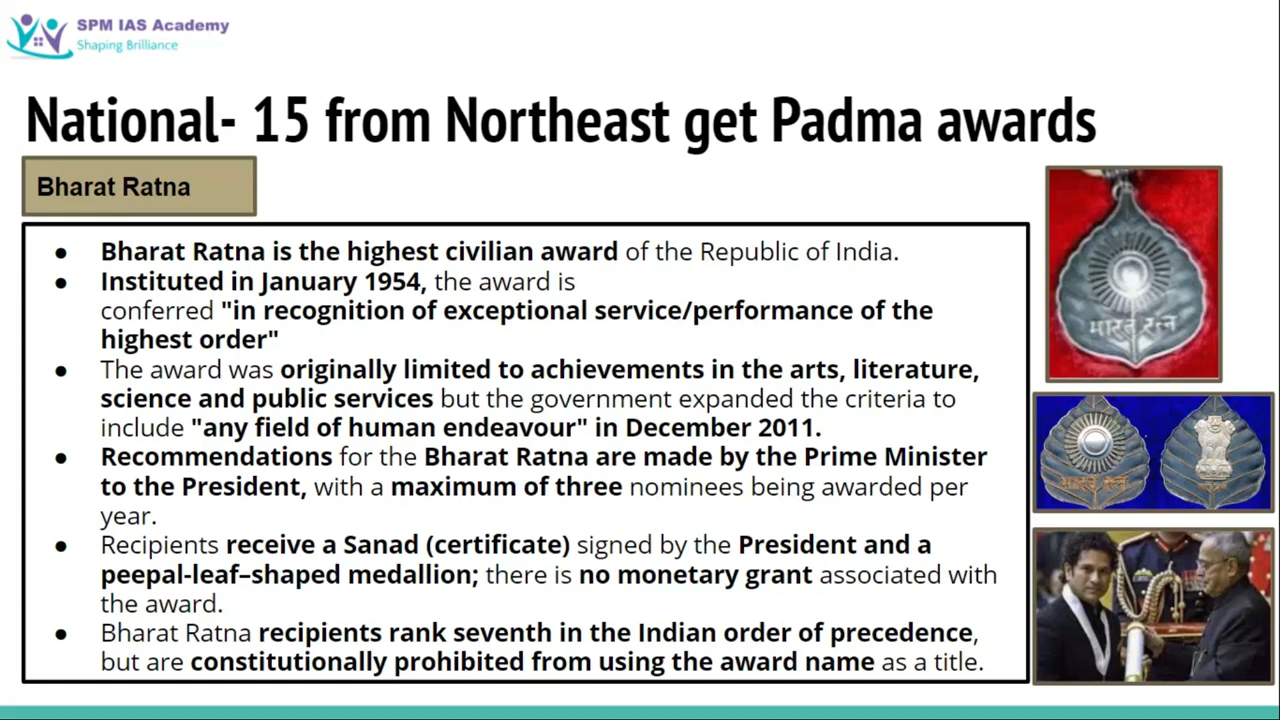 SPM IAS Academy
Shaping Brilliance
National- 15 from Northeast get Padma awards
Bharat Ratna
● Bharat Ratna is the highest civilian award of the Republic of India.
● Instituted in January 1954, the award is
conferred "in recognition of exceptional service/performance of the
highest order"
● The award was originally limited to achievements in the arts, literature,
science and public services but the government expanded the criteria to
include "any field of human endeavour" in December 2011.
● Recommendations for the Bharat Ratna are made by the Prime Minister
to the President, with a maximum of three nominees being awarded per
year.
● Recipients receive a Sanad (certificate) signed by the President and a
peepal-leaf–shaped medallion; there is no monetary grant associated with
the award.
● Bharat Ratna recipients rank seventh in the Indian order of precedence,
but are constitutionally prohibited from using the award name as a title.
भारत रत्न
भारत रत्न